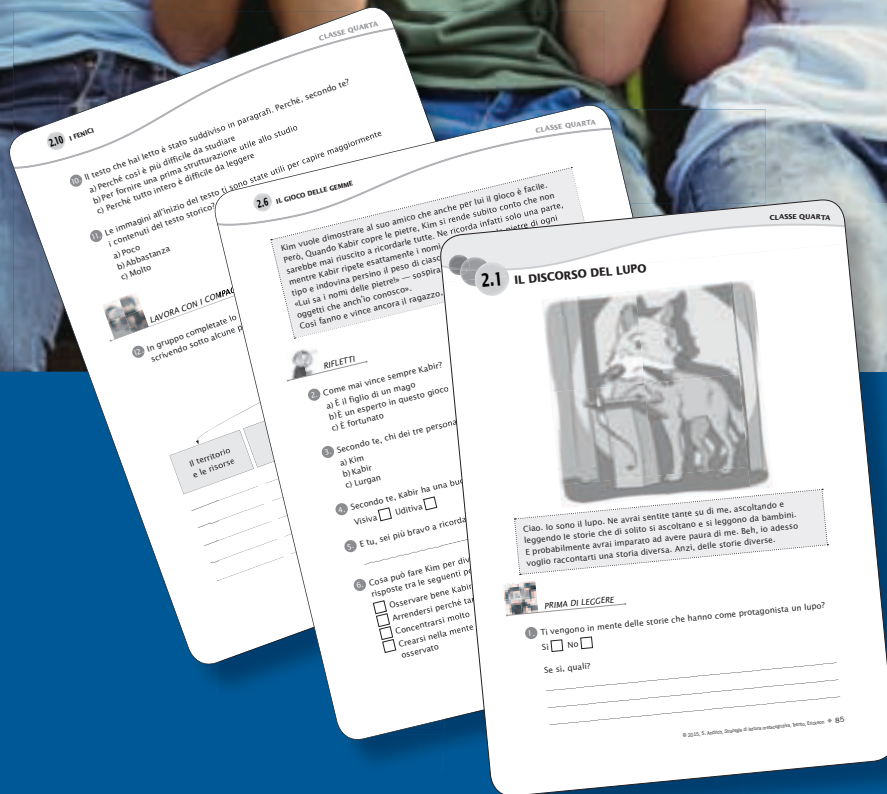 CLASSE QUARTA
2.10 I FENICI
10. Il testo che hai letto è stato suddiviso in paragrafi. Perché, secondo te?
a) Perché così è più difficile da studiare
b) Per fornire una prima strutturazione utile allo studio
c) Perché tutto intero è difficile da leggere
11. Le immagini all'inizio del testo ti sono state utili per capire maggiormente
i contenuti del testo storico?
a) Poco
b) Abbastanza
c) Molto
LAVORA CON I
12. In gruppo completate lo
scrivendo sotto alcune
Il territorio
e le risorse
CLASSE QUARTA
2.6 IL GIOCO DELLE GEMME
Kim vuole dimostrare al suo amico che anche per lui il gioco è facile.
Però, Quando Kabir copre le pietre, Kim si rende subito conto che non
sarebbe mai riuscito a ricordarle tutte. Ne ricorda infatti solo una parte,
mentre Kabir ripete esattamente i nomi pietre di ogni
tipo e indovina persino il peso di
«Lui sa i nomi delle pietre!» — sospira
oggetti che anch'io conosco».
Così fanno e vince ancora il ragazzo.
RIFLETTI
2. Come mai vince sempre Kabir?
a) È il figlio di un mago
b) È un esperto in questo gioco
c) È fortunato
3. Secondo te, chi dei tre
a) Kim
b) Kabir
c) Lurgan
4. Secondo te, Kabir ha una
Visiva Uditiva
5. E tu, sei più bravo a
6. Cosa può fare Kim per
risposte tra le seguenti
Osservare bene Kabir
Arrendersi perché
Concentrarsi molto
Crearsi nella mente
osservato
CLASSE QUARTA
2.1 IL DISCORSO DEL LUPO
Ciao. Io sono il lupo. Ne avrai sentite tante su di me, ascoltando e
leggendo le storie che di solito si ascoltano e si leggono da bambini.
E probabilmente avrai imparato ad avere paura di me. Beh, io adesso
voglio raccontarti una storia diversa. Anzi, delle storie diverse.
PRIMA DI LEGGERE
1. Ti vengono in mente delle storie che hanno come protagonista un lupo?
Sì No
Se sì, quali?
© 2015, S. Andrich, Strategie di lettura metacognitiva, Trento, Erickson ◆ 85